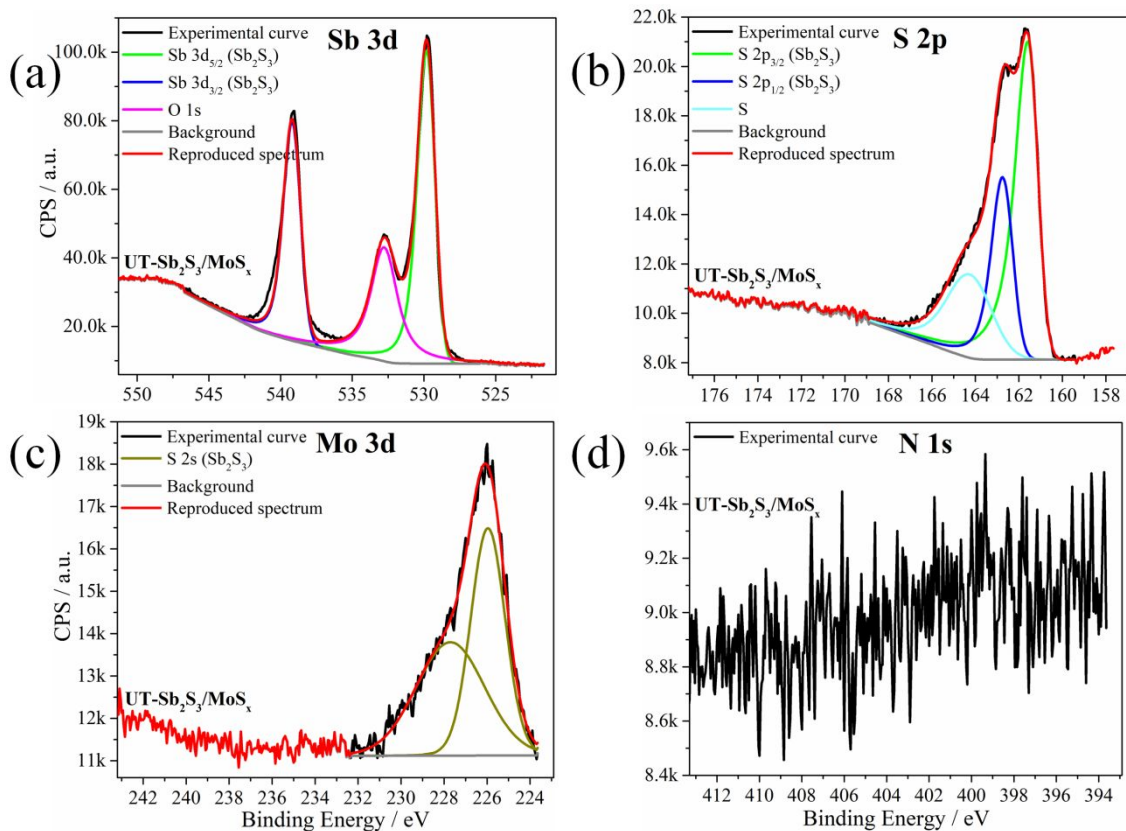 (a)
Sb 3d
Experimental curve
Sb 3d5/2 (Sb2S3)
Sb 3d3/2 (Sb2S3)
O 1s
Background
Reproduced spectrum
UT-Sb2S3/MoSx
CPS / a.u.
100.0k
80.0k
60.0k
40.0k
20.0k
550 545 540 535 530 525
(b)
S 2p
Experimental curve
S 2p3/2 (Sb2S3)
S 2p1/2 (Sb2S3)
S
Background
Reproduced spectrum
UT-Sb2S3/MoSx
22.0k
20.0k
18.0k
16.0k
14.0k
12.0k
10.0k
8.0k
176 174 172 170 168 166 164 162 160 158
(c)
Mo 3d
Experimental curve
S 2s (Sb2S3)
Background
Reproduced spectrum
UT-Sb2S3/MoSx
CPS / a.u.
19k
18k
17k
16k
15k
14k
13k
12k
11k
242 240 238 236 234 232 230 228 226 224
Binding Energy / eV
(d)
N 1s
Experimental curve
UT-Sb2S3/MoSx
9.6k
9.4k
9.2k
9.0k
8.8k
8.6k
8.4k
412 410 408 406 404 402 400 398 396 394
Binding Energy / eV